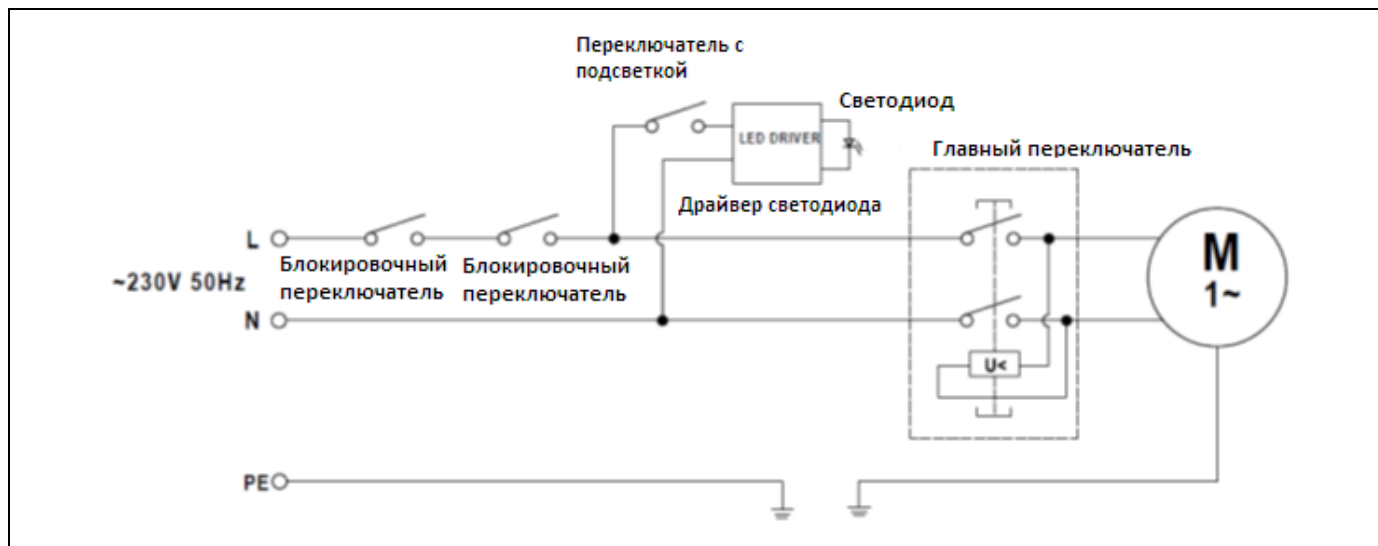 Переключатель с
подсветкой
Светодиод
LED DRIVER
Главный переключатель
Драйвер светодиода
L
Блокировочный
переключатель
Блокировочный
переключатель
~230V 50Hz
N
M
1~
U<
PE